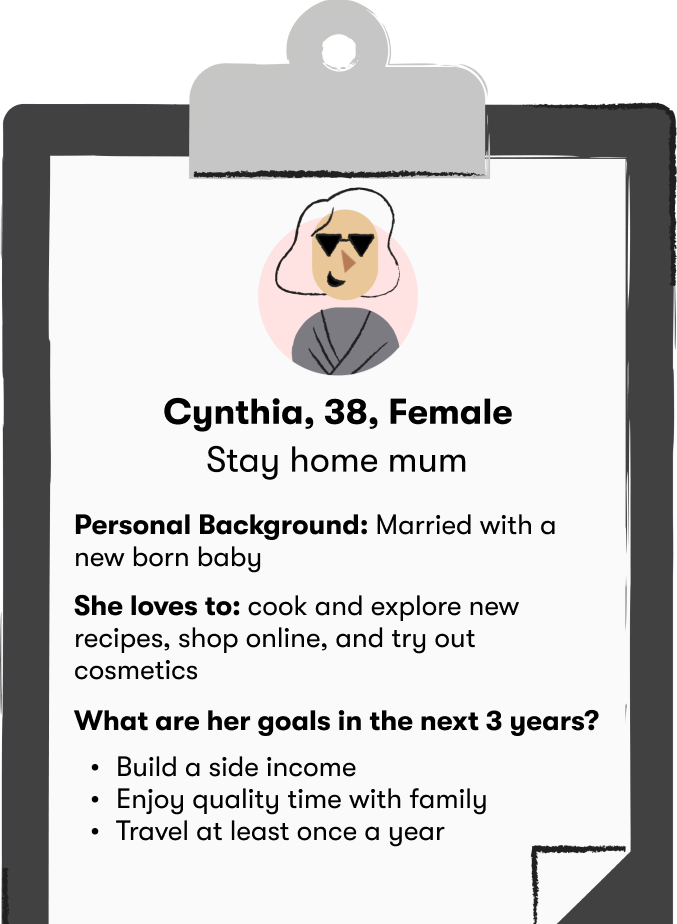 Cynthia, 38, Female
Stay home mum
Personal Background: Married with a
new born baby
She loves to: cook and explore new
recipes, shop online, and try out
cosmetics
What are her goals in the next 3 years?
• Build a side income
• Enjoy quality time with family
• Travel at least once a year